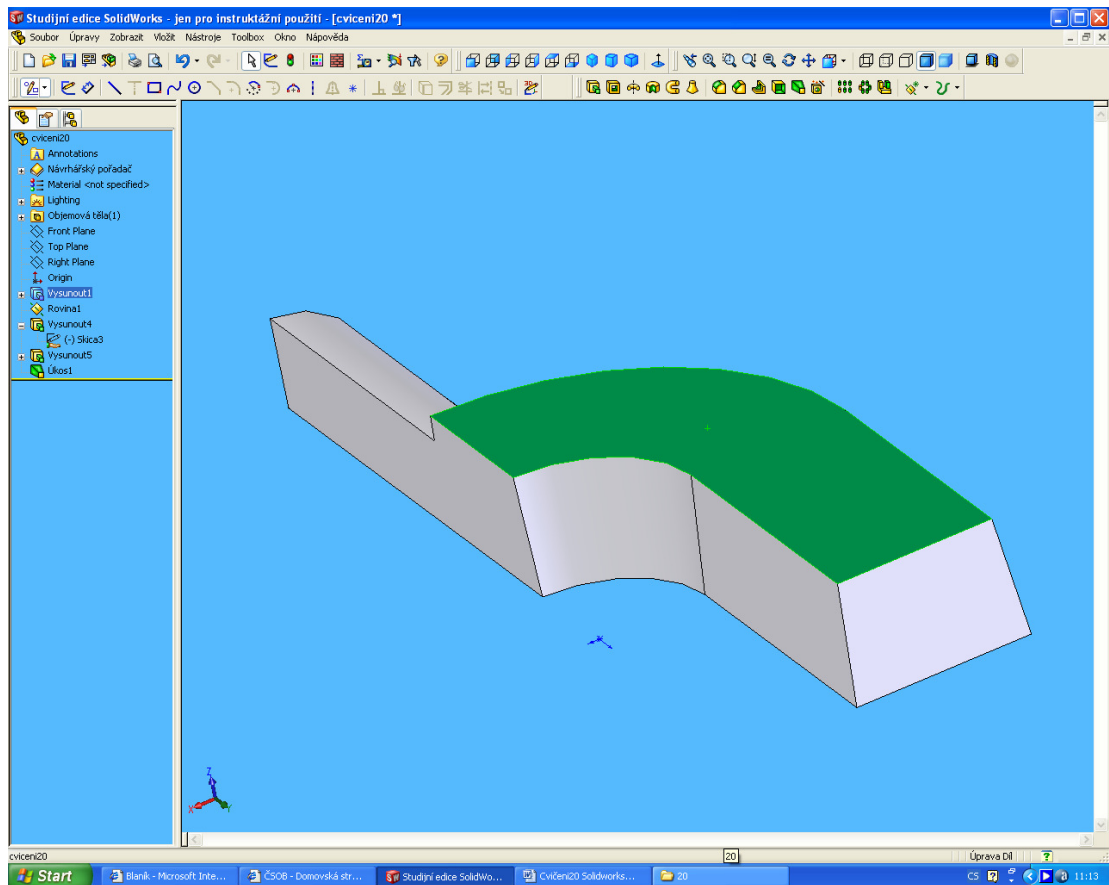 Studijní edice SolidWorks - jen pro instruktážní použití - [cviceni20 *]
Soubor Úpravy Zobrazit Vložit Nástroje Toolbox Okno Nápověda
3D
cviceni20
Annotations
Návrhářský pořadač
Material <not specified>
Lighting
Objemová těla(1)
Front Plane
Top Plane
Right Plane
Origin
Vysunout1
Rovina1
Vysunout4
(-) Skica3
Vysunout5
Úkos1
Z
X
Y
cviceni20
20
Úprava Díl
Start
Blaník - Microsoft Inte...
ČSOB - Domovská str...
Studijní edice SolidWo...
Cvičení20 Solidworks...
20
CS
11:13